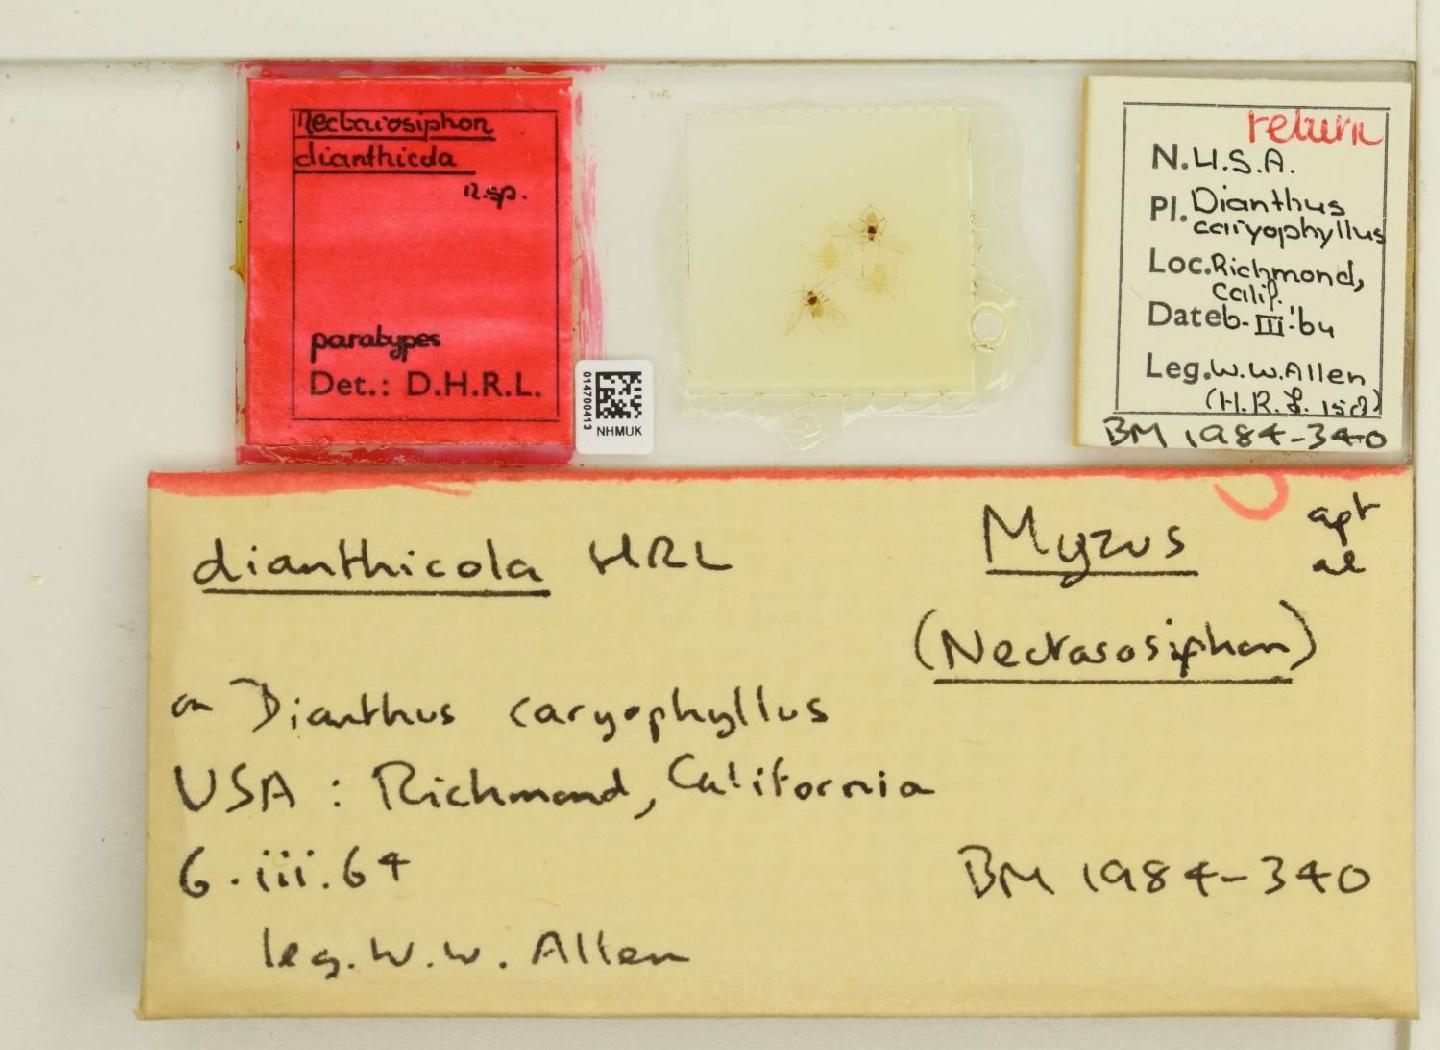 Nectarosiphon
dianthicola
n.sp.
paratypes
Det.: D.H.R.L.
014700413
NHMUK
return
N. U.S.A.
Pl. Dianthus
caryophyllus
Loc. Richmond,
Calif.
Date 6.III.'64
Leg. W.W. Allen
(H.R.L. 158)
BM 1984-340
dianthicola HRL
Myzus
(Nectarosiphon)
apt
al
on Dianthus caryophyllus
USA : Richmond, California
6.iii.64
BM 1984-340
leg. W.W. Allen